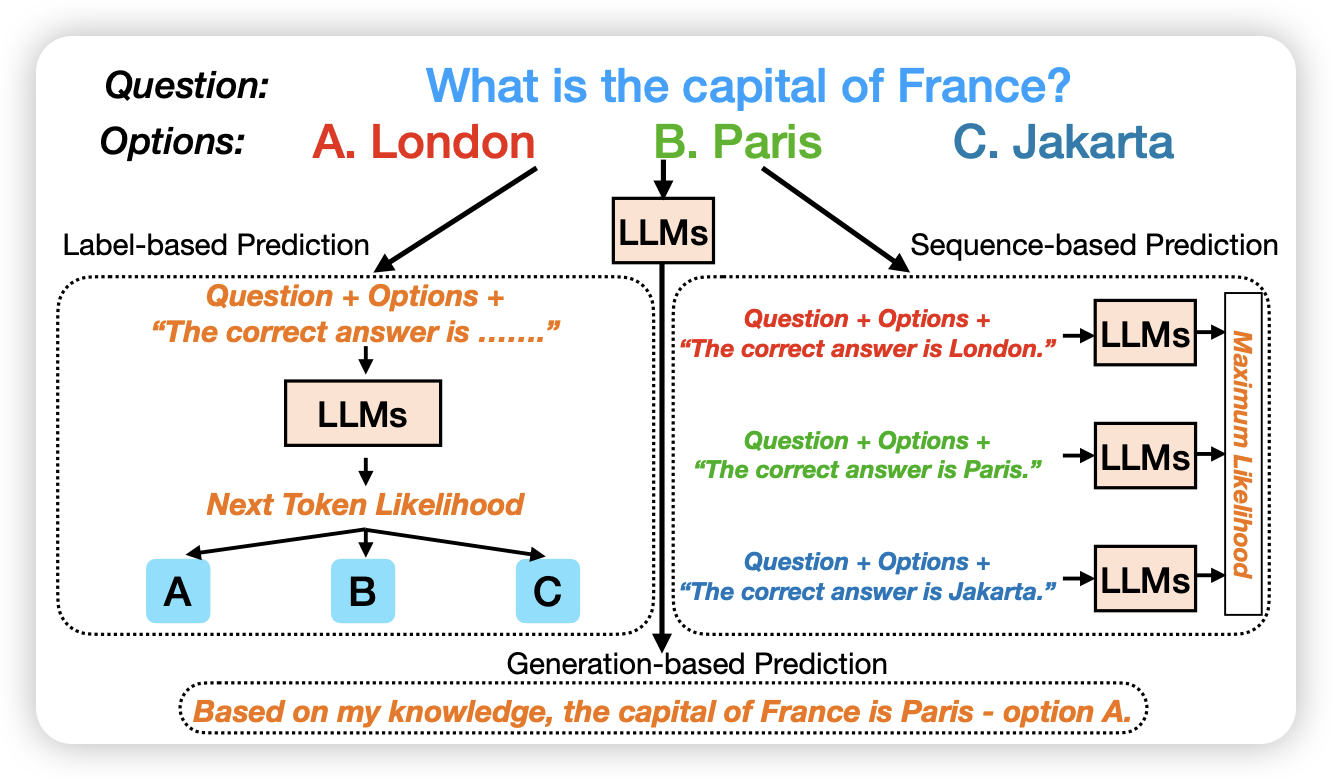 Question: What is the capital of France?
Options: A. London B. Paris C. Jakarta
LLMs
Label-based Prediction
Question + Options +
“The correct answer is .......”
LLMs
Next Token Likelihood
A B C
Sequence-based Prediction
Question + Options +
“The correct answer is London.”
LLMs
Question + Options +
“The correct answer is Paris.”
LLMs
Question + Options +
“The correct answer is Jakarta.”
LLMs
Maximum Likelihood
Generation-based Prediction
Based on my knowledge, the capital of France is Paris - option A.